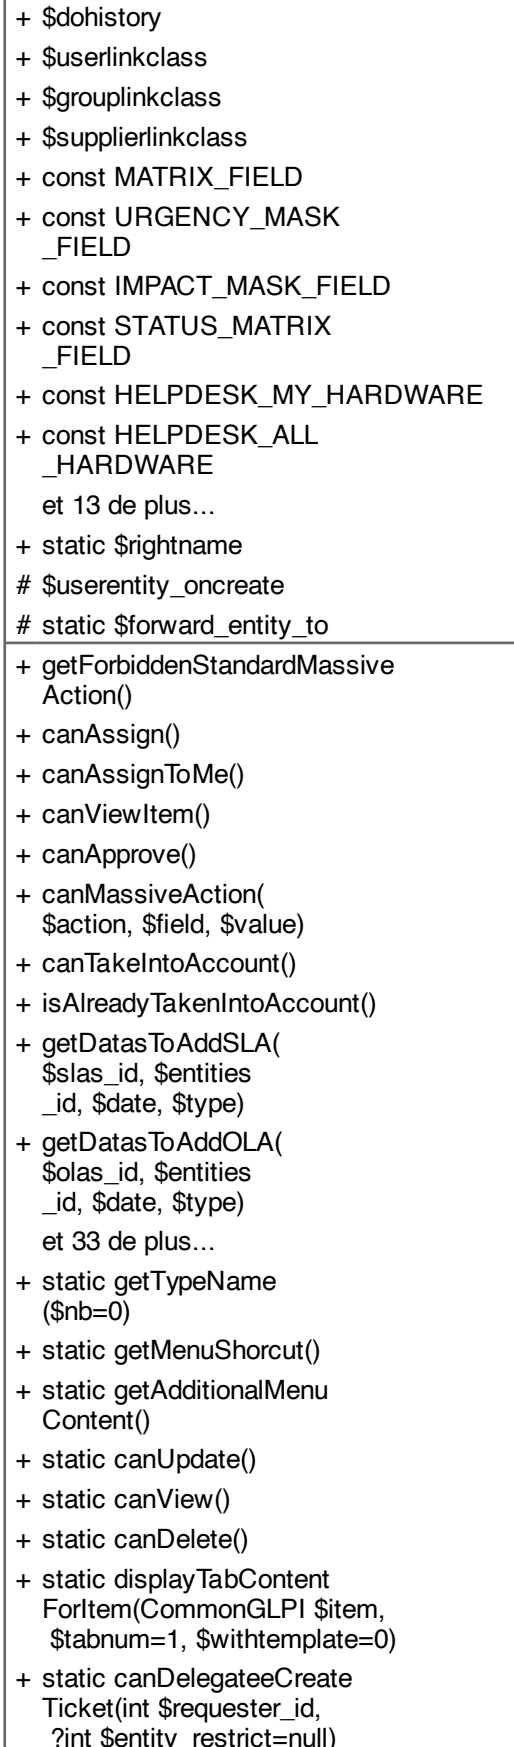 + $dohistory
+ $userlinkclass
+ $grouplinkclass
+ $supplierlinkclass
+ const MATRIX_FIELD
+ const URGENCY_MASK
_FIELD
+ const IMPACT_MASK_FIELD
+ const STATUS_MATRIX
_FIELD
+ const HELPDESK_MY_HARDWARE
+ const HELPDESK_ALL
_HARDWARE
et 13 de plus...
+ static $rightname
# $userentity_oncreate
# static $forward_entity_to
+ getForbiddenStandardMassive
Action()
+ canAssign()
+ canAssignToMe()
+ canViewItem()
+ canApprove()
+ canMassiveAction(
$action, $field, $value)
+ canTakeIntoAccount()
+ isAlreadyTakenIntoAccount()
+ getDatasToAddSLA(
$slas_id, $entities
_id, $date, $type)
+ getDatasToAddOLA(
$olas_id, $entities
_id, $date, $type)
et 33 de plus...
+ static getTypeName
($nb=0)
+ static getMenuShorcut()
+ static getAdditionalMenu
Content()
+ static canUpdate()
+ static canView()
+ static canDelete()
+ static displayTabContent
ForItem(CommonGLPI $item,
$tabnum=1, $withtemplate=0)
+ static canDelegateeCreate
Ticket(int $requester_id,
?int $entity_restrict=null)